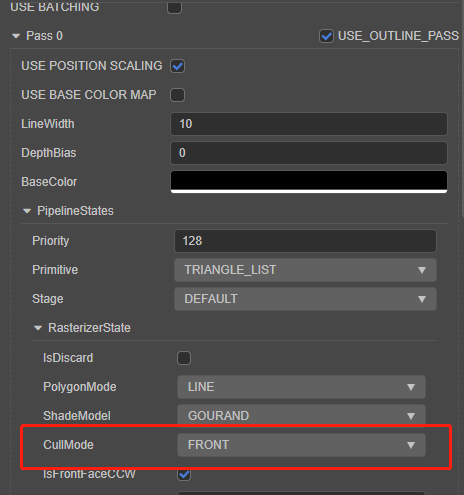 USE BATCHING
Pass 0 USE_OUTLINE_PASS
USE POSITION SCALING
USE BASE COLOR MAP
LineWidth 10
DepthBias 0
BaseColor
PipelineStates
Priority 128
Primitive TRIANGLE_LIST
Stage DEFAULT
RasterizerState
IsDiscard
PolygonMode LINE
ShadeModel GOURAND
CullMode FRONT
IsFrontFaceCCW